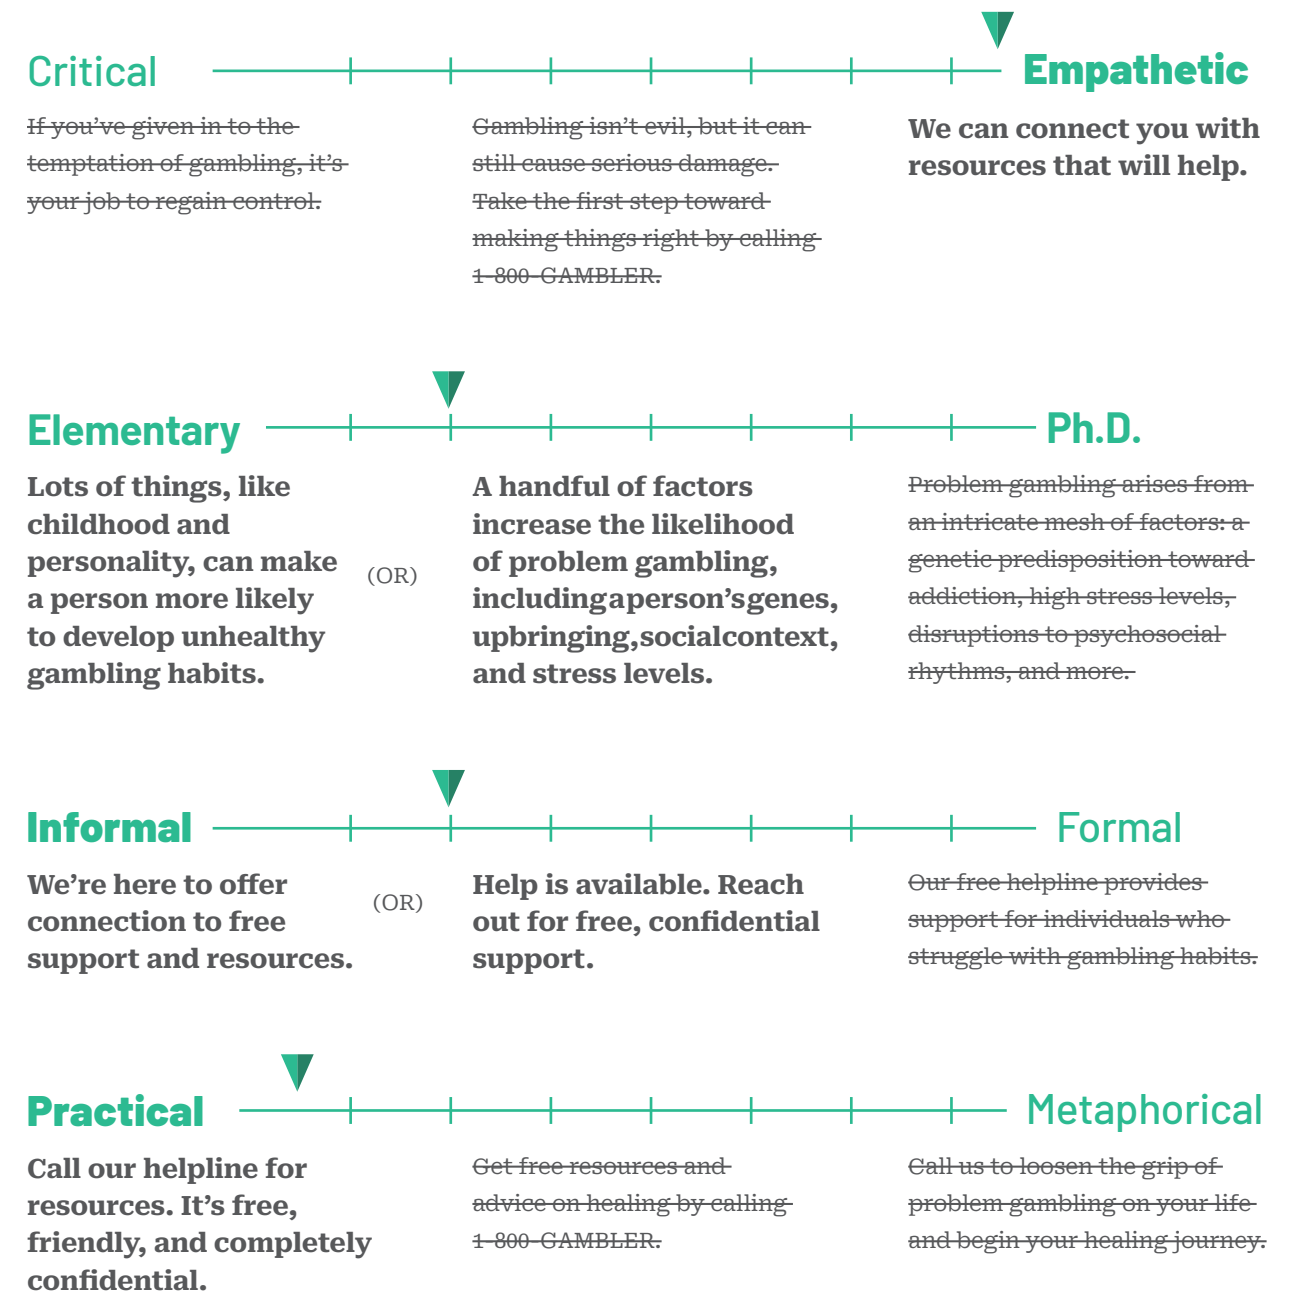 Critical
Empathetic
If you’ve given in to the
temptation of gambling, it’s
your job to regain control.
Gambling isn’t evil, but it can
still cause serious damage.
Take the first step toward
making things right by calling
1-800-GAMBLER.
We can connect you with
resources that will help.
Elementary
Ph.D.
Lots of things, like
childhood and
personality, can make
a person more likely
to develop unhealthy
gambling habits.
(OR)
A handful of factors
increase the likelihood
of problem gambling,
including a person’s genes,
upbringing, social context,
and stress levels.
Problem gambling arises from
an intricate mesh of factors: a
genetic predisposition toward
addiction, high stress levels,
disruptions to psychosocial
rhythms, and more.
Informal
Formal
We’re here to offer
connection to free
support and resources.
(OR)
Help is available. Reach
out for free, confidential
support.
Our free helpline provides
support for individuals who
struggle with gambling habits.
Practical
Metaphorical
Call our helpline for
resources. It’s free,
friendly, and completely
confidential.
Get free resources and
advice on healing by calling
1-800-GAMBLER.
Call us to loosen the grip of
problem gambling on your life
and begin your healing journey.